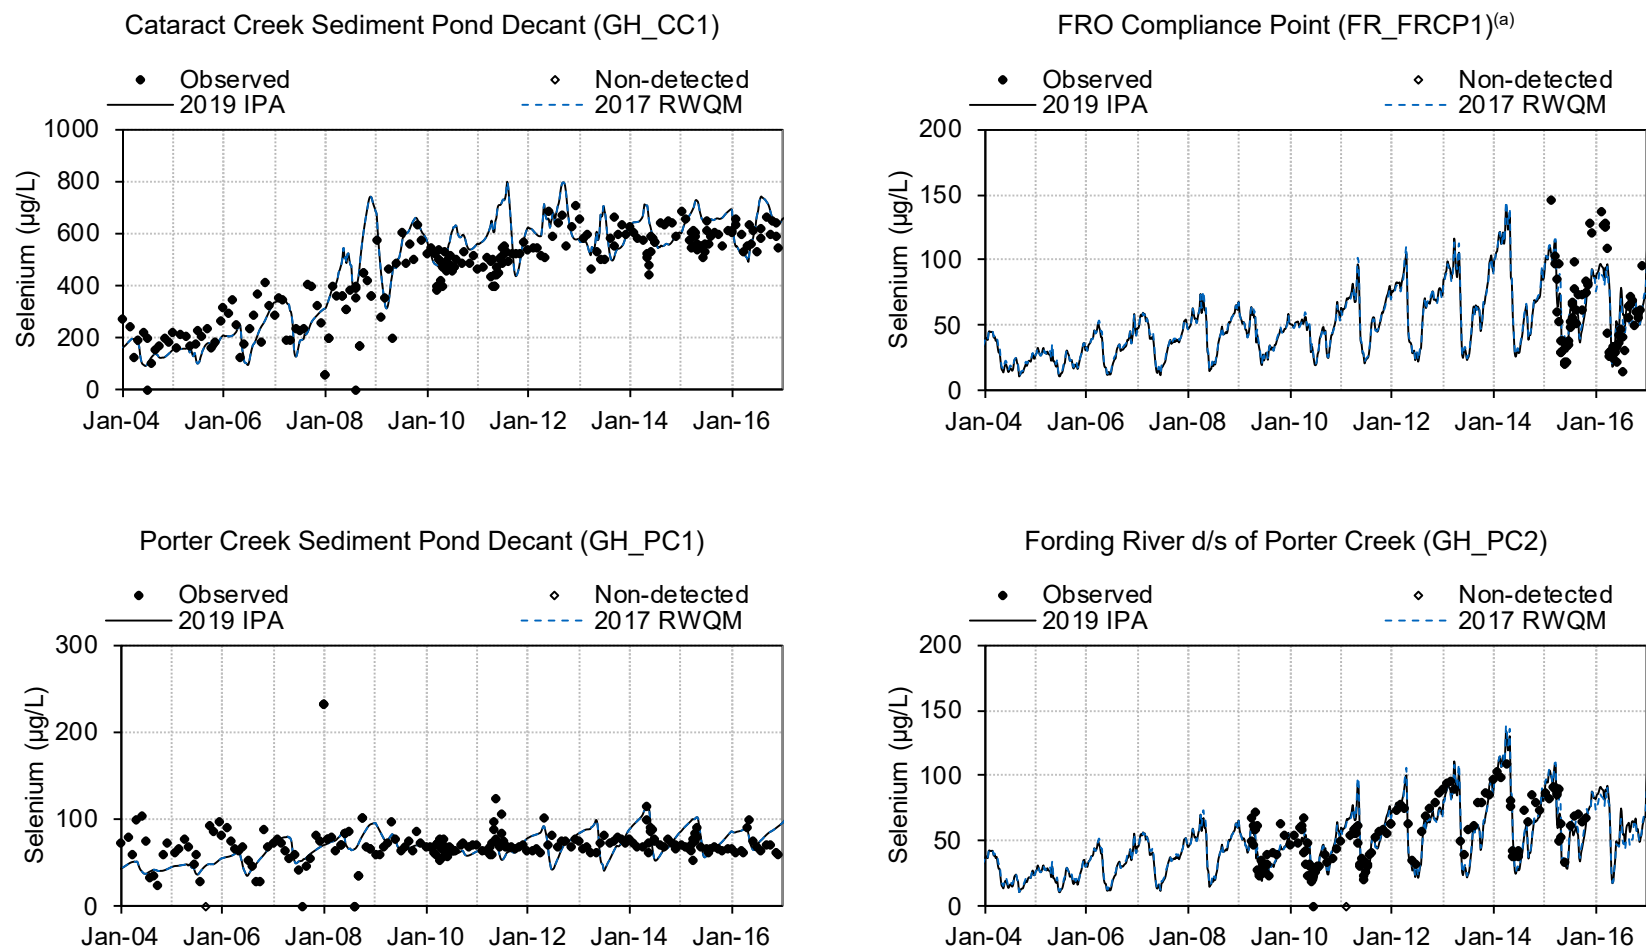 Cataract Creek Sediment Pond Decant (GH_CC1)
Observed
Non-detected
2019 IPA
2017 RWQM
Selenium (µg/L)
1000
800
600
400
200
0
Jan-04 Jan-06 Jan-08 Jan-10 Jan-12 Jan-14 Jan-16
FRO Compliance Point (FR_FRCP1)(a)
Observed
Non-detected
2019 IPA
2017 RWQM
Selenium (µg/L)
200
150
100
50
0
Jan-04 Jan-06 Jan-08 Jan-10 Jan-12 Jan-14 Jan-16
Porter Creek Sediment Pond Decant (GH_PC1)
Observed
Non-detected
2019 IPA
2017 RWQM
Selenium (µg/L)
300
200
100
0
Jan-04 Jan-06 Jan-08 Jan-10 Jan-12 Jan-14 Jan-16
Fording River d/s of Porter Creek (GH_PC2)
Observed
Non-detected
2019 IPA
2017 RWQM
Selenium (µg/L)
200
150
100
50
0
Jan-04 Jan-06 Jan-08 Jan-10 Jan-12 Jan-14 Jan-16